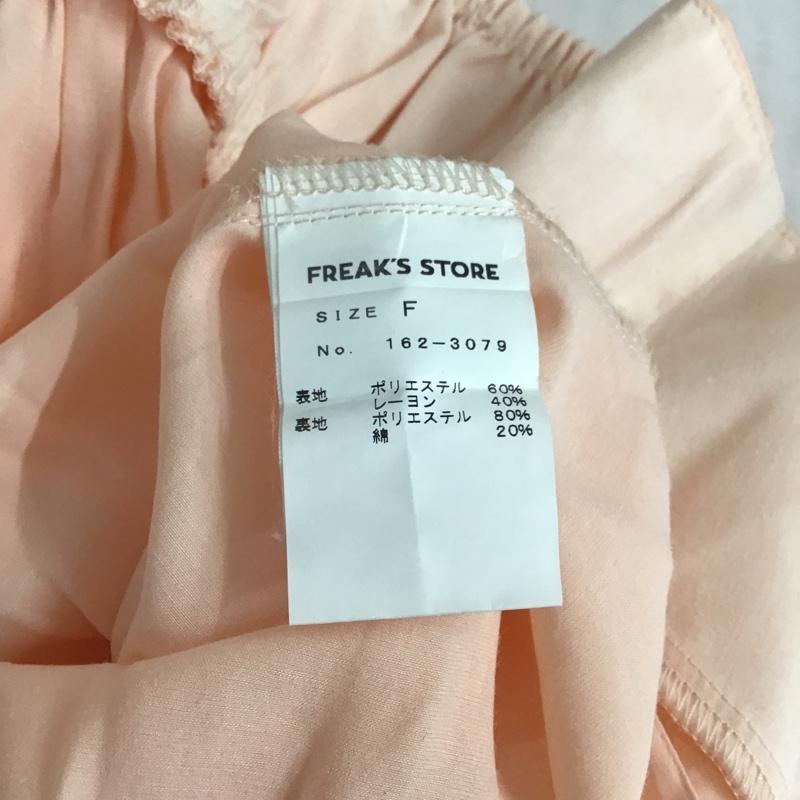 FREAK'S STORE
SIZE F
No. 162-3079
表地 ポリエステル 60%
レーヨン 40%
裏地 ポリエステル 80%
綿 20%